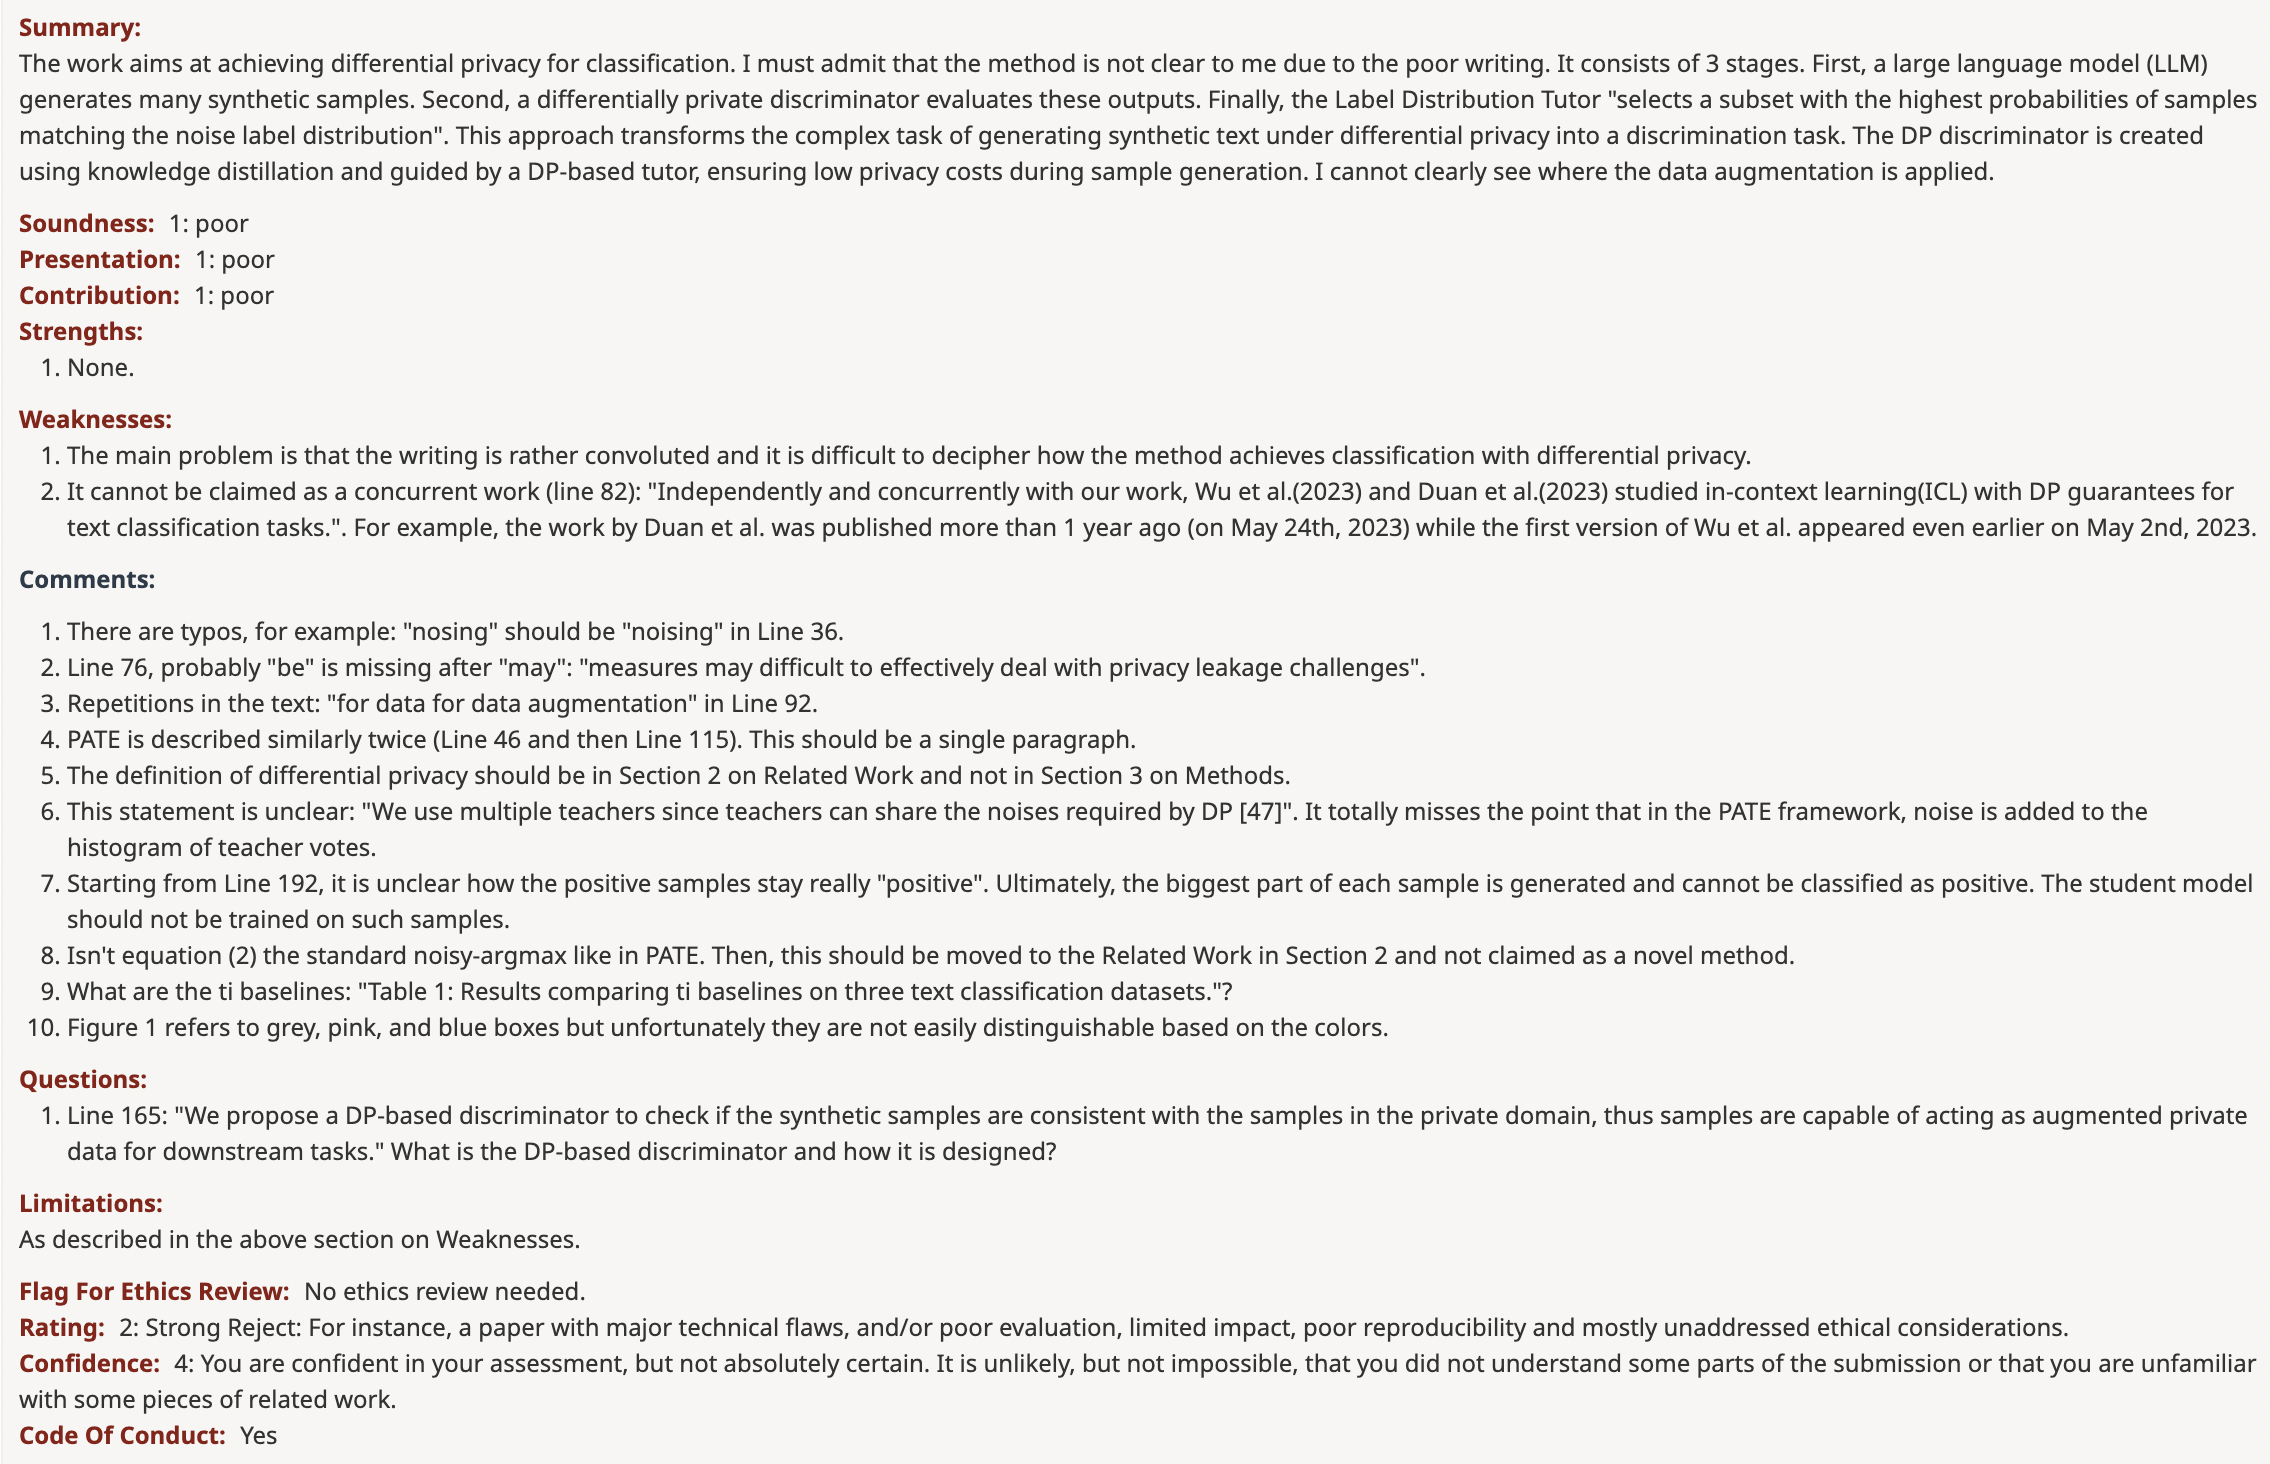 Summary:
The work aims at achieving differential privacy for classification. I must admit that the method is not clear to me due to the poor writing. It consists of 3 stages. First, a large language model (LLM)
generates many synthetic samples. Second, a differentially private discriminator evaluates these outputs. Finally, the Label Distribution Tutor "selects a subset with the highest probabilities of samples
matching the noise label distribution". This approach transforms the complex task of generating synthetic text under differential privacy into a discrimination task. The DP discriminator is created
using knowledge distillation and guided by a DP-based tutor, ensuring low privacy costs during sample generation. I cannot clearly see where the data augmentation is applied.
Soundness: 1: poor
Presentation: 1: poor
Contribution: 1: poor
Strengths:
1. None.
Weaknesses:
1. The main problem is that the writing is rather convoluted and it is difficult to decipher how the method achieves classification with differential privacy.
2. It cannot be claimed as a concurrent work (line 82): "Independently and concurrently with our work, Wu et al.(2023) and Duan et al.(2023) studied in-context learning(ICL) with DP guarantees for
text classification tasks.". For example, the work by Duan et al. was published more than 1 year ago (on May 24th, 2023) while the first version of Wu et al. appeared even earlier on May 2nd, 2023.
Comments:
1. There are typos, for example: "nosing" should be "noising" in Line 36.
2. Line 76, probably "be" is missing after "may": "measures may difficult to effectively deal with privacy leakage challenges".
3. Repetitions in the text: "for data for data augmentation" in Line 92.
4. PATE is described similarly twice (Line 46 and then Line 115). This should be a single paragraph.
5. The definition of differential privacy should be in Section 2 on Related Work and not in Section 3 on Methods.
6. This statement is unclear: "We use multiple teachers since teachers can share the noises required by DP [47]". It totally misses the point that in the PATE framework, noise is added to the
histogram of teacher votes.
7. Starting from Line 192, it is unclear how the positive samples stay really "positive". Ultimately, the biggest part of each sample is generated and cannot be classified as positive. The student model
should not be trained on such samples.
8. Isn't equation (2) the standard noisy-argmax like in PATE. Then, this should be moved to the Related Work in Section 2 and not claimed as a novel method.
9. What are the ti baselines: "Table 1: Results comparing ti baselines on three text classification datasets."?
10. Figure 1 refers to grey, pink, and blue boxes but unfortunately they are not easily distinguishable based on the colors.
Questions:
1. Line 165: "We propose a DP-based discriminator to check if the synthetic samples are consistent with the samples in the private domain, thus samples are capable of acting as augmented private
data for downstream tasks." What is the DP-based discriminator and how it is designed?
Limitations:
As described in the above section on Weaknesses.
Flag For Ethics Review: No ethics review needed.
Rating: 2: Strong Reject: For instance, a paper with major technical flaws, and/or poor evaluation, limited impact, poor reproducibility and mostly unaddressed ethical considerations.
Confidence: 4: You are confident in your assessment, but not absolutely certain. It is unlikely, but not impossible, that you did not understand some parts of the submission or that you are unfamiliar
with some pieces of related work.
Code Of Conduct: Yes